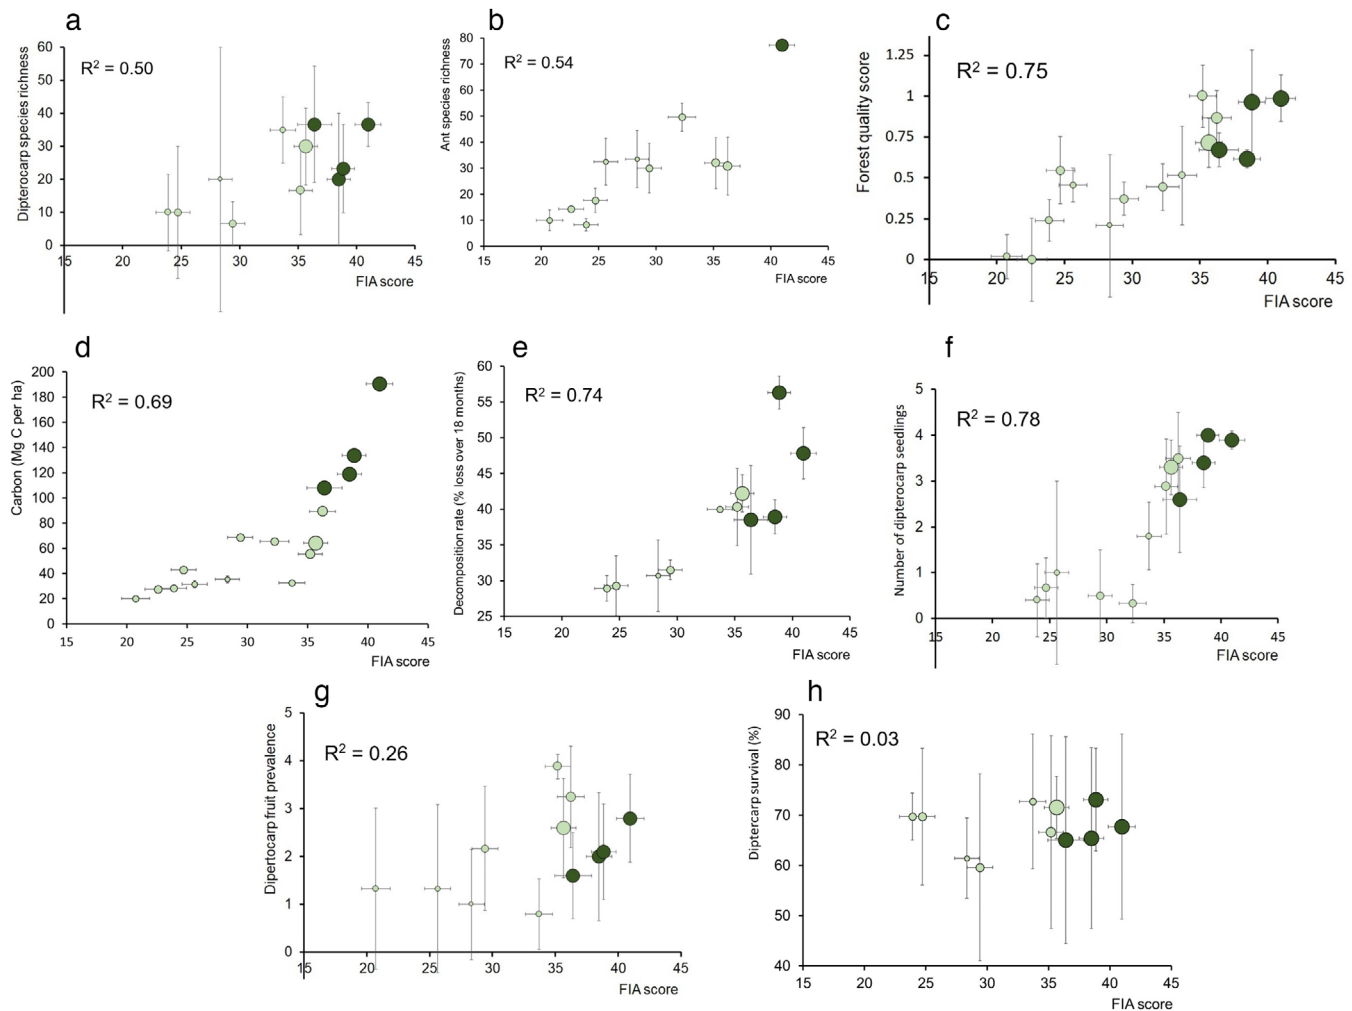 a
Dipterocarp species richness
R² = 0.50
60
50
40
30
20
10
0
15 20 25 30 35 40 45
FIA score
b
Ant species richness
R² = 0.54
80
70
60
50
40
30
20
10
0
15 20 25 30 35 40 45
FIA score
c
Forest quality score
R² = 0.75
1.25
1
0.75
0.5
0.25
0
15 20 25 30 35 40 45
FIA score
d
Carbon (Mg C per ha)
R² = 0.69
200
180
160
140
120
100
80
60
40
20
0
15 20 25 30 35 40 45
FIA score
e
Decomposition rate (% loss over 18 months)
R² = 0.74
60
55
50
45
40
35
30
25
15 20 25 30 35 40 45
FIA score
f
Number of dipterocarp seedlings
R² = 0.78
5
4
3
2
1
0
15 20 25 30 35 40 45
FIA score
g
Dipertocarp fruit prevalence
R² = 0.26
5
4
3
2
1
0
15 20 25 30 35 40 45
FIA score
h
Diptercarp survival (%)
R² = 0.03
90
80
70
60
50
40
15 20 25 30 35 40 45
FIA score